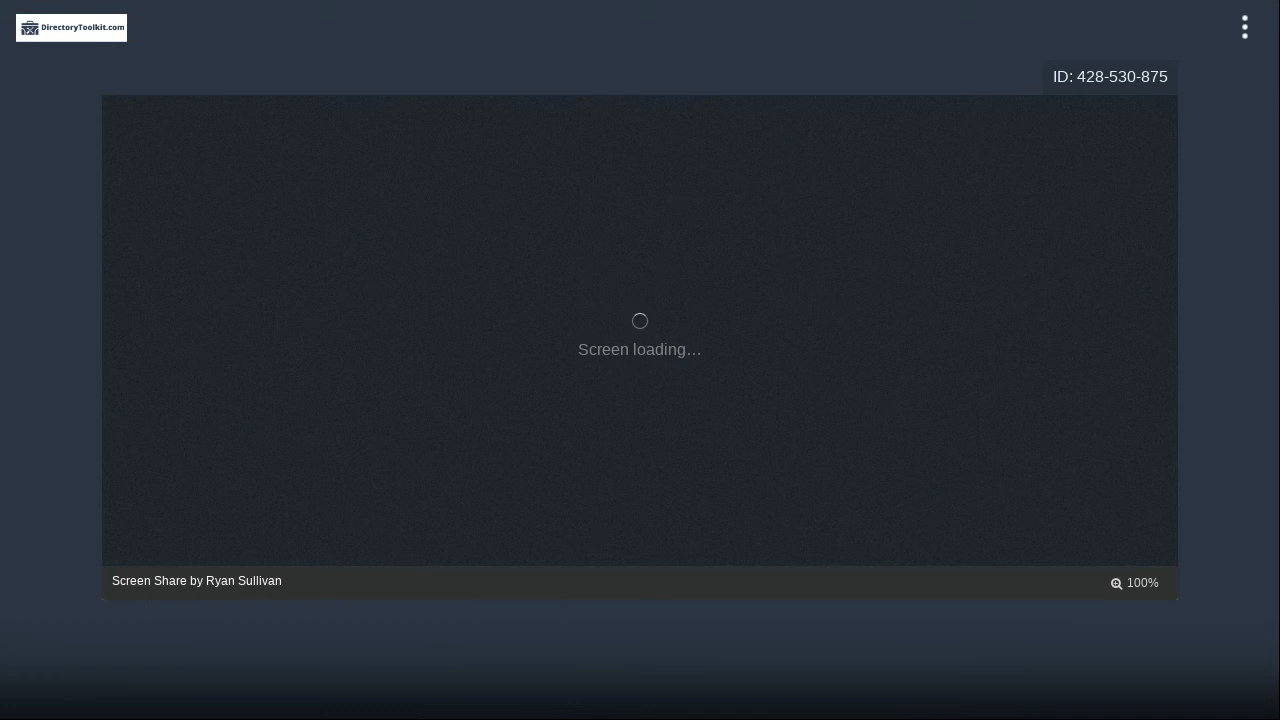 DirectoryToolkit.com
ID: 428-530-875
Screen loading...
Screen Share by Ryan Sullivan
100%